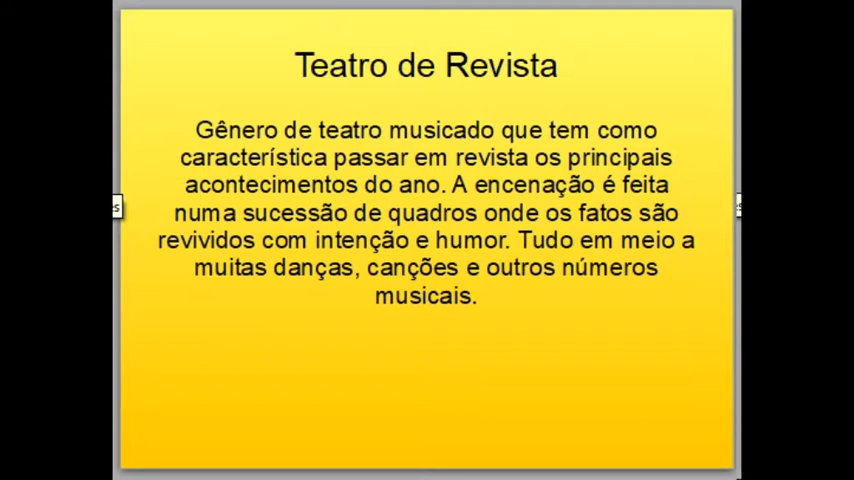 Teatro de Revista
Gênero de teatro musicado que tem como
característica passar em revista os principais
acontecimentos do ano. A encenação é feita
numa sucessão de quadros onde os fatos são
revividos com intenção e humor. Tudo em meio a
muitas danças, canções e outros números
musicais.